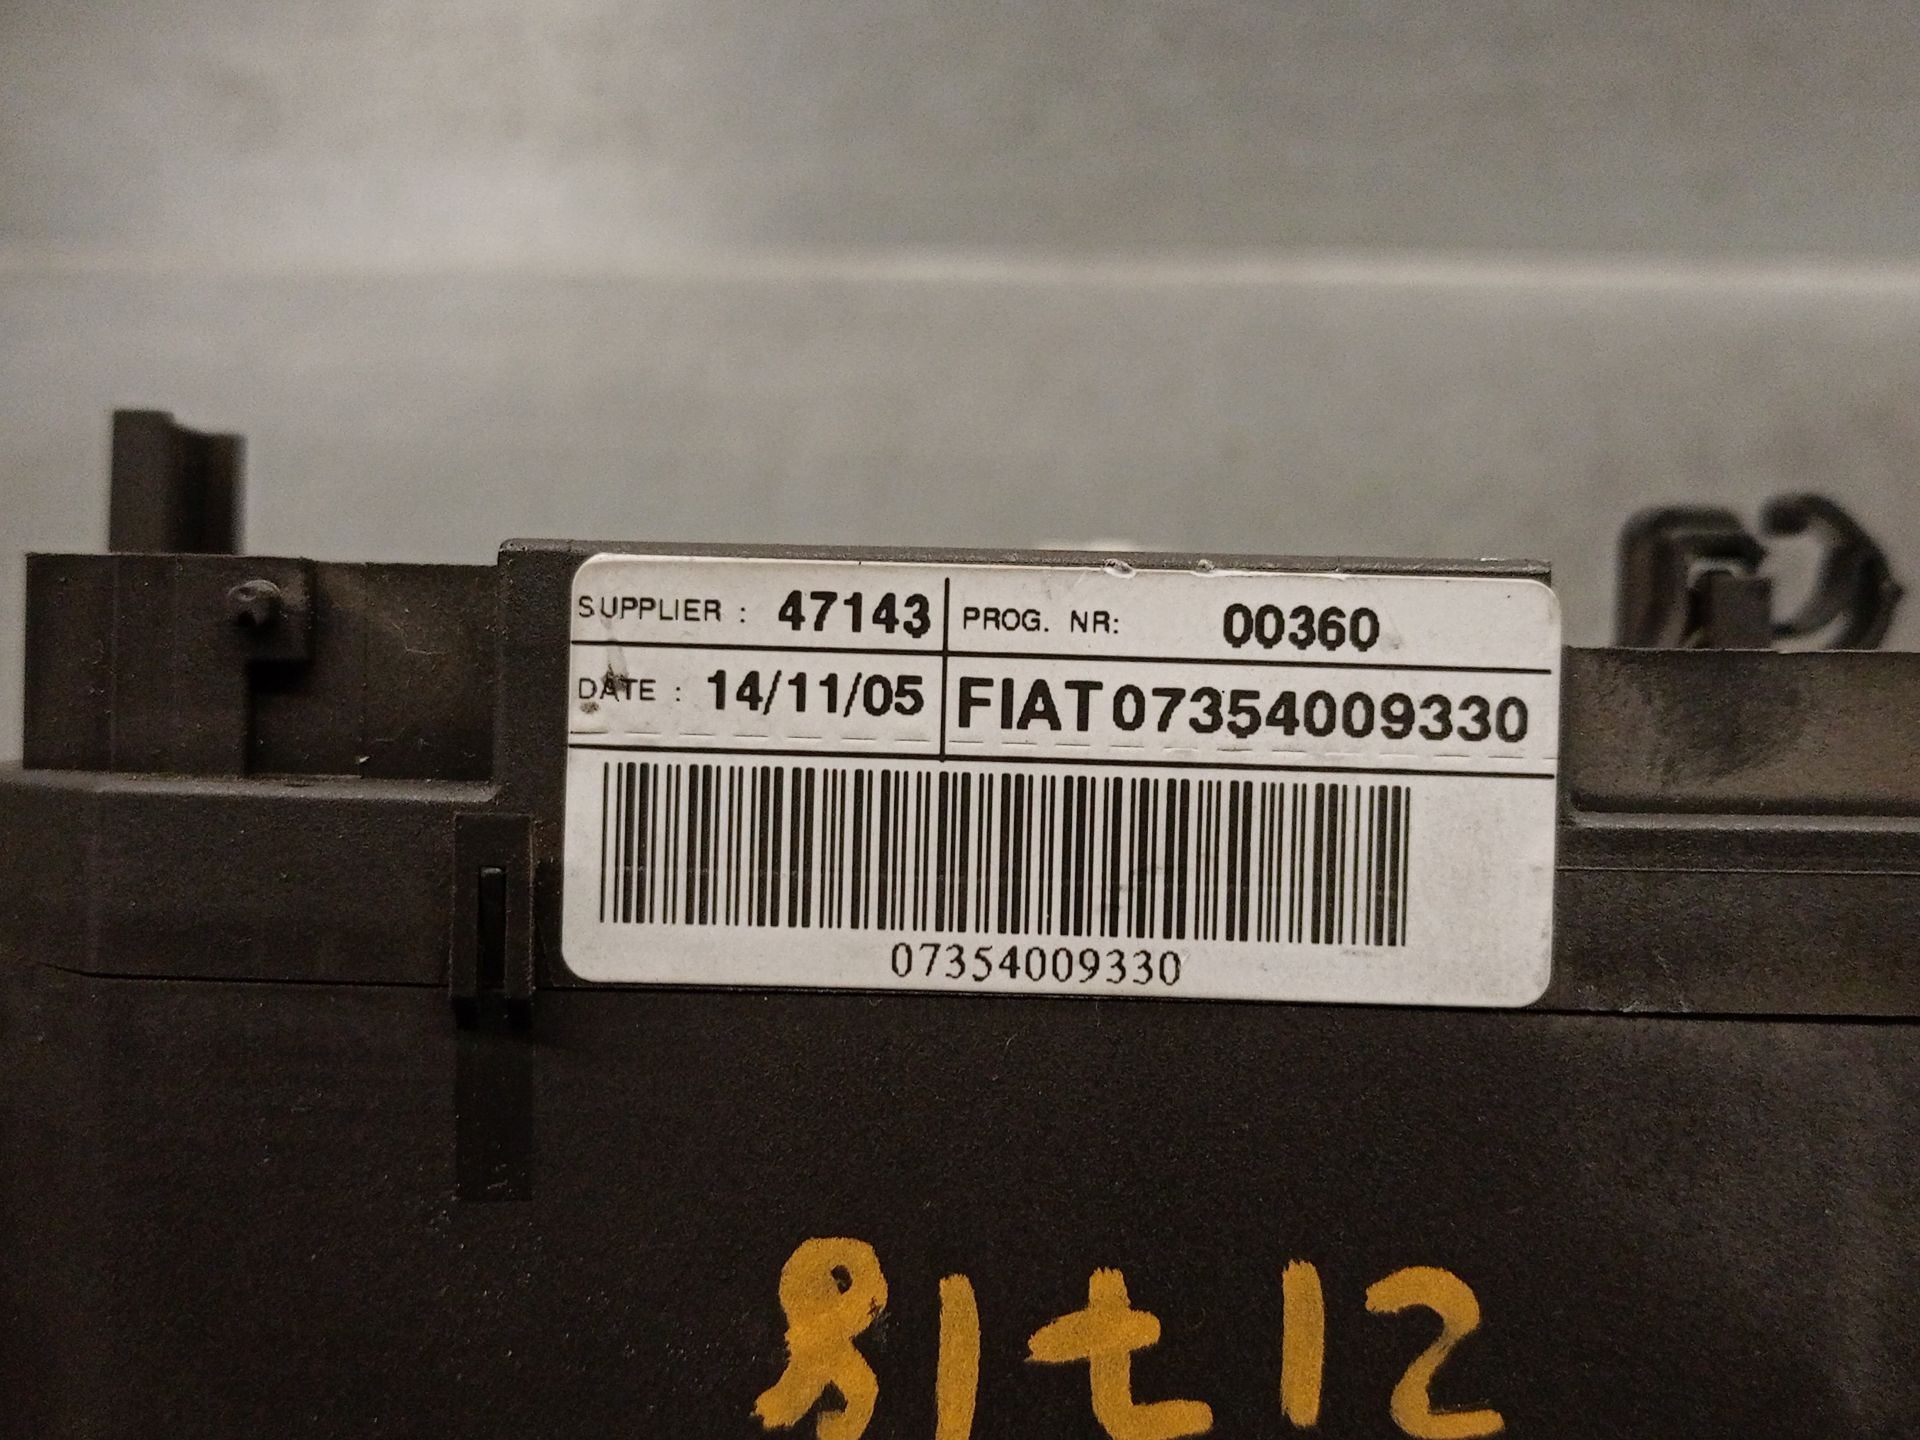 SUPPLIER : 47143 PROG. NR: 00360
DATE : 14/11/05 FIAT 07354009330
07354009330